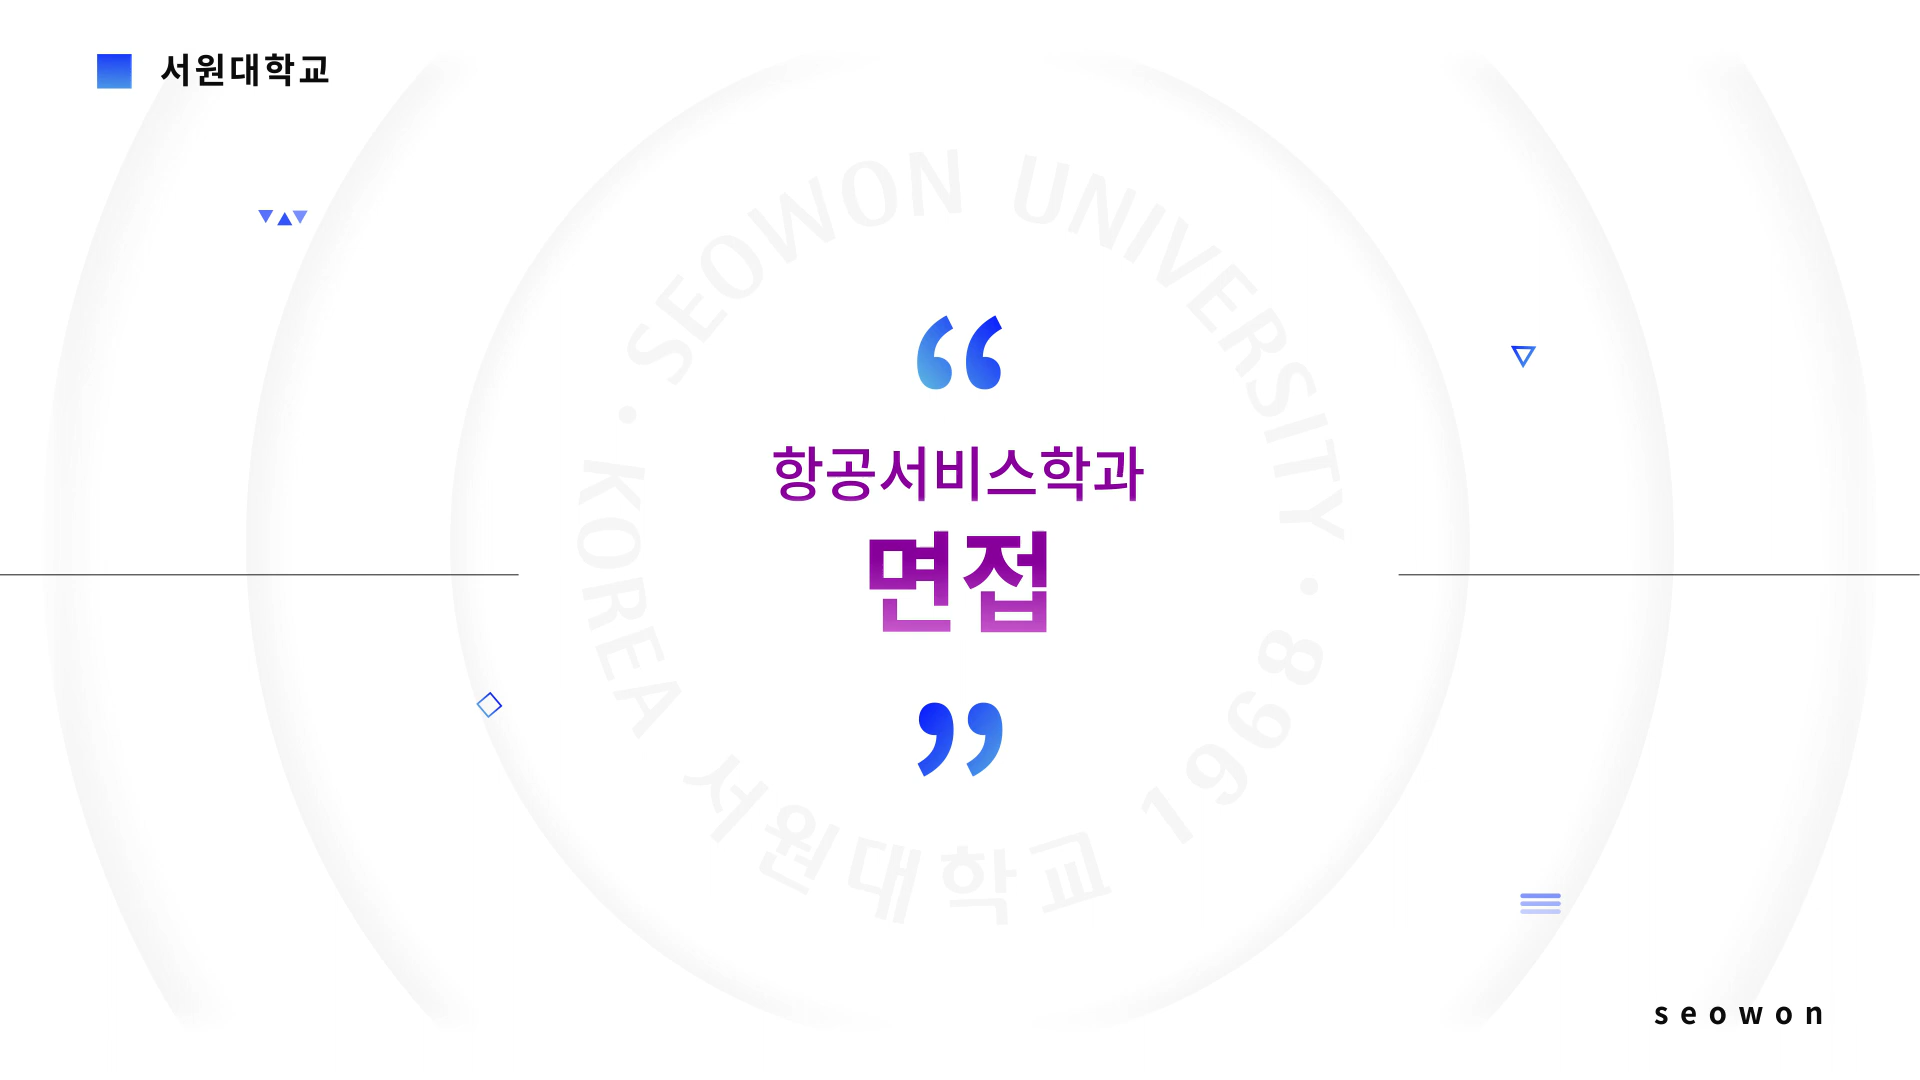 서원대학교
SEOWON UNIVERSITY · 1968 서원대학교 KOREA ·
“
항공서비스학과
면접
”
seowon